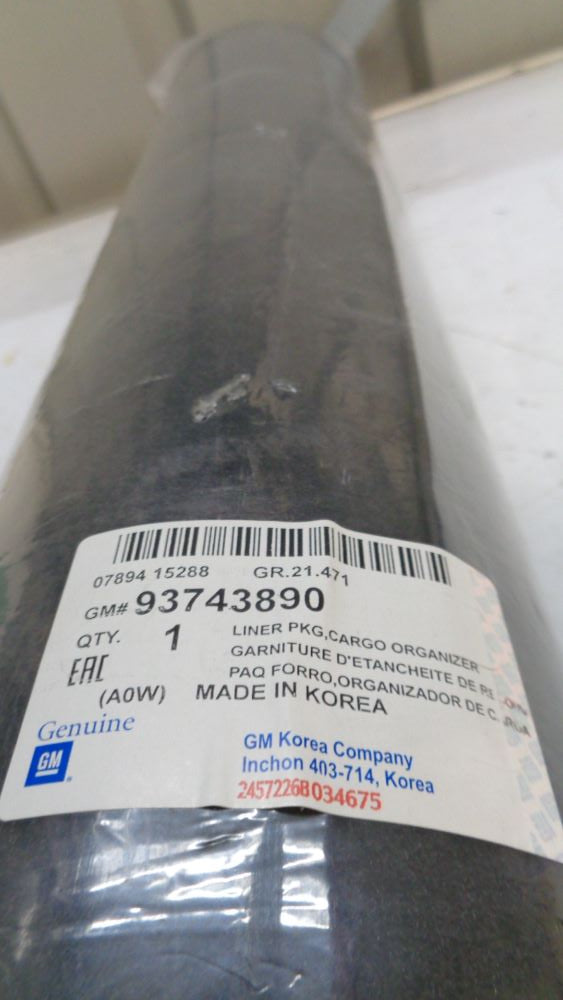 07894 15288 GR.21.471
GM# 93743890
QTY. 1
LINER PKG,CARGO ORGANIZER
GARNITURE D'ETANCHEITE DE
PAQ FORRO,ORGANIZADOR DE
EAC
(A0W) MADE IN KOREA
Genuine
GM
GM Korea Company
Inchon 403-714, Korea
2457226B034675